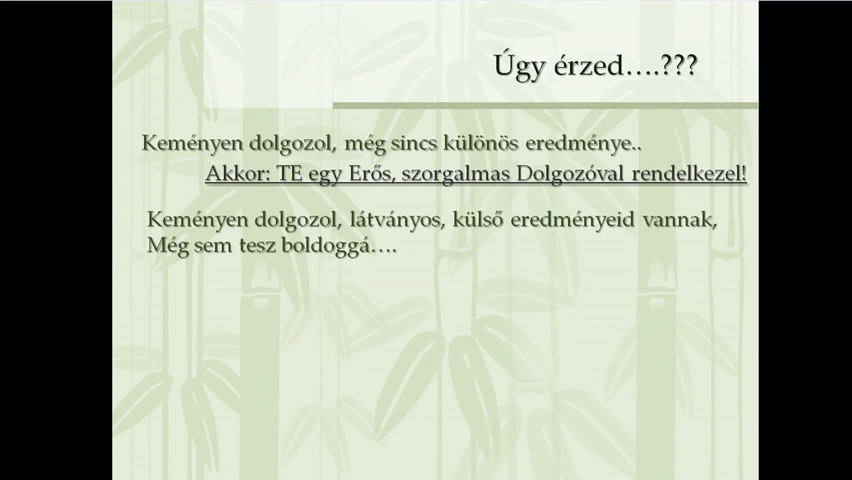 Úgy érzed….???
Keményen dolgozol, még sincs különös eredménye..
Akkor: TE egy Erős, szorgalmas Dolgozóval rendelkezel!
Keményen dolgozol, látványos, külső eredményeid vannak,
Még sem tesz boldoggá….